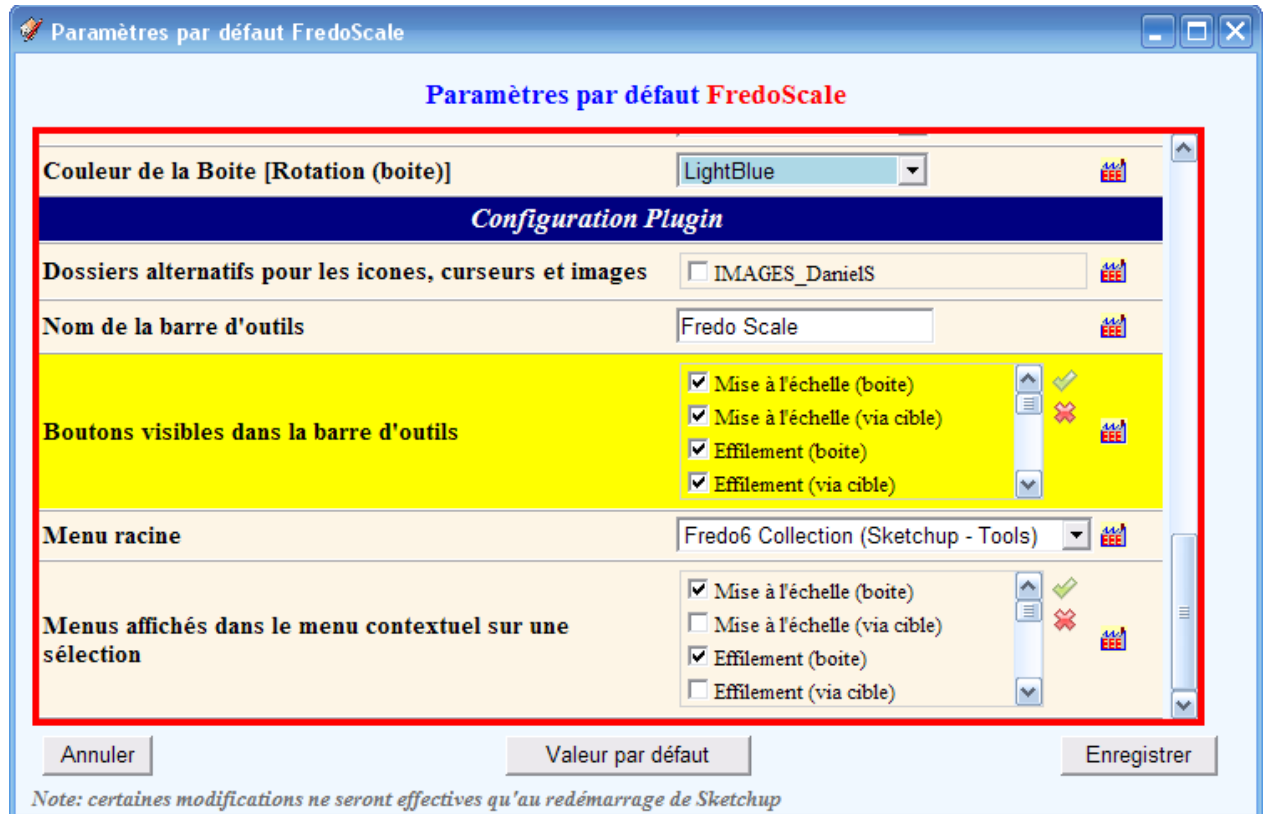 Paramètres par défaut FredoScale
Paramètres par défaut FredoScale
Couleur de la Boite [Rotation (boite)]
LightBlue
Configuration Plugin
Dossiers alternatifs pour les icones, curseurs et images
IMAGES_DanielS
Nom de la barre d'outils
Fredo Scale
Boutons visibles dans la barre d'outils
Mise à l'échelle (boite)
Mise à l'échelle (via cible)
Effilement (boite)
Effilement (via cible)
Menu racine
Fredo6 Collection (Sketchup - Tools)
Menus affichés dans le menu contextuel sur une
sélection
Mise à l'échelle (boite)
Mise à l'échelle (via cible)
Effilement (boite)
Effilement (via cible)
Annuler
Valeur par défaut
Enregistrer
Note: certaines modifications ne seront effectives qu'au redémarrage de Sketchup